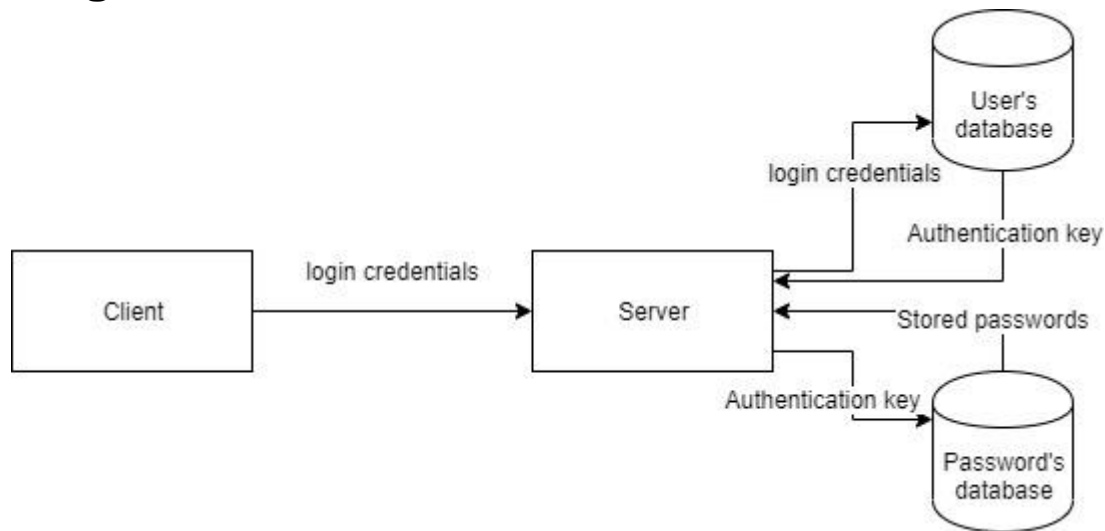 User's
database
login credentials
Authentication key
login credentials
Client
Server
Stored passwords
Authentication key
Password's
database